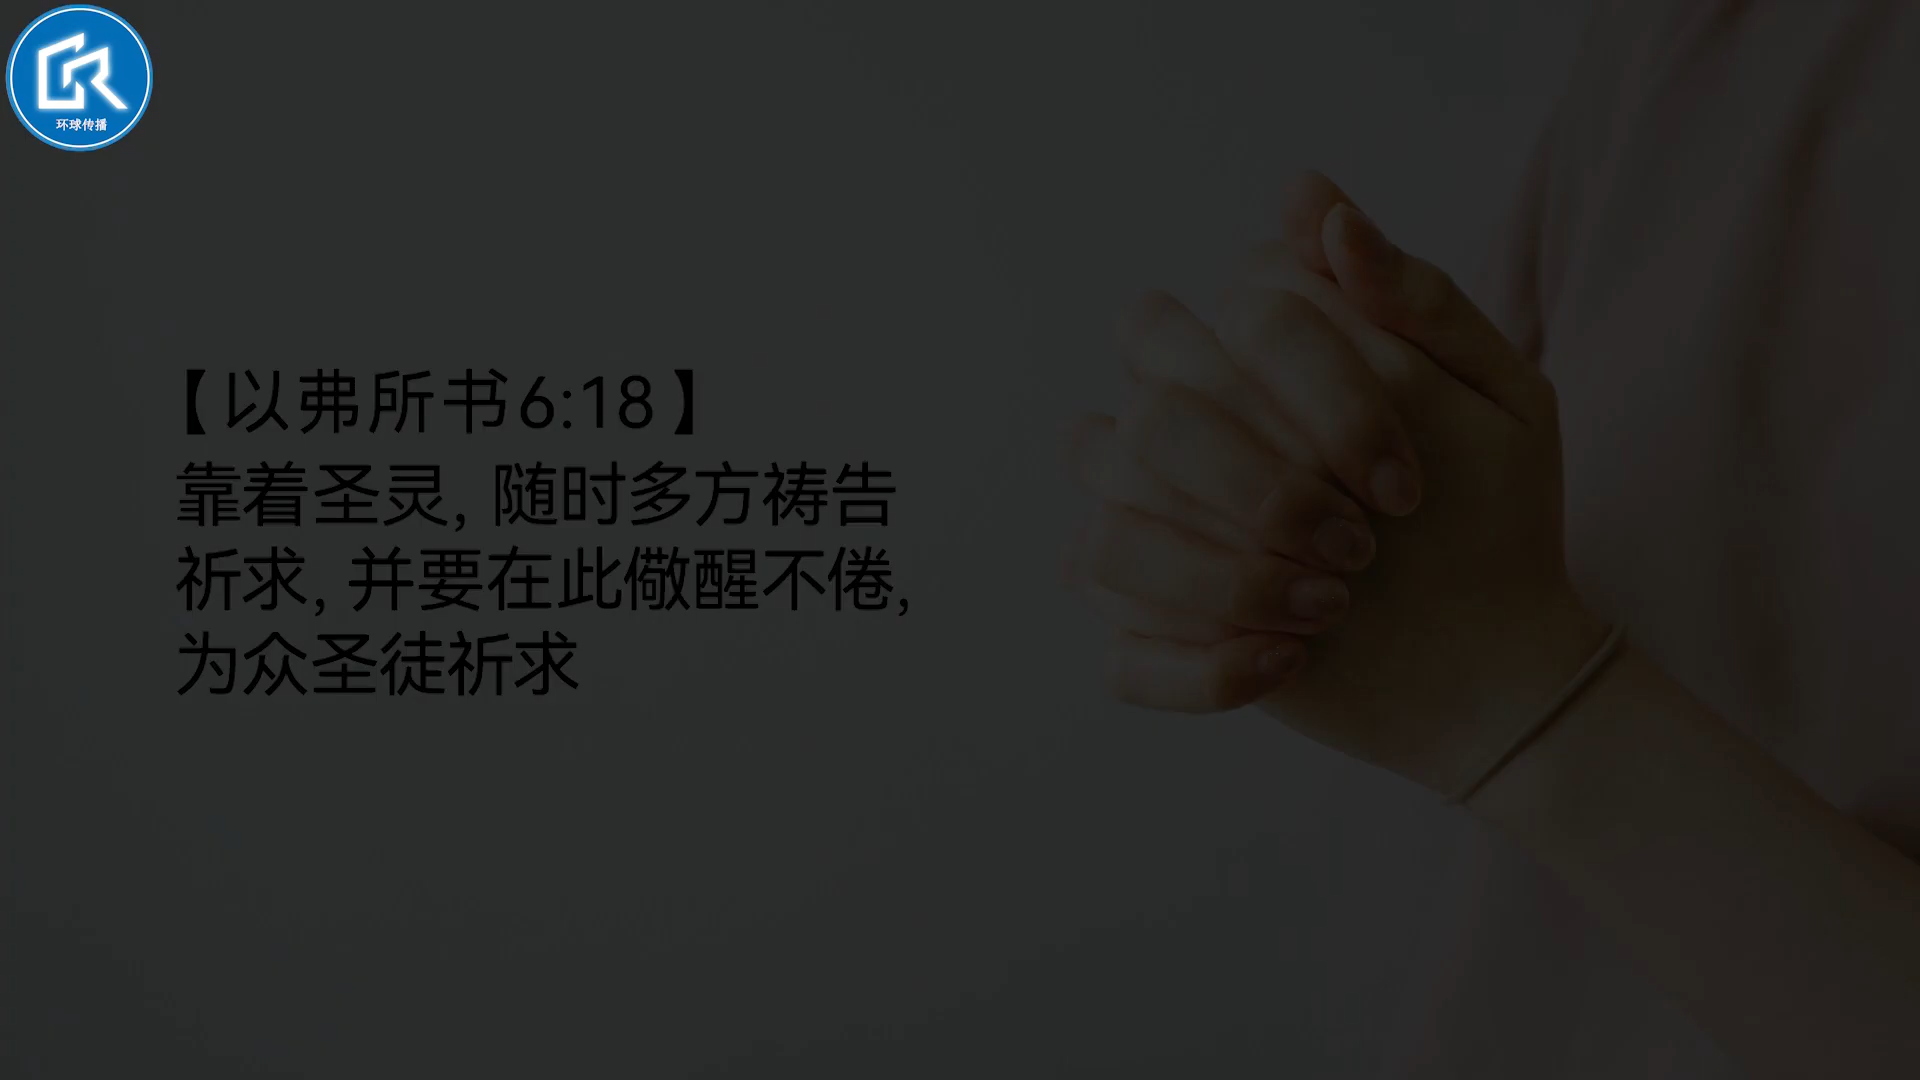 GR
环球传播
【以弗所书6:18】
靠着圣灵, 随时多方祷告
祈求, 并要在此儆醒不倦,
为众圣徒祈求